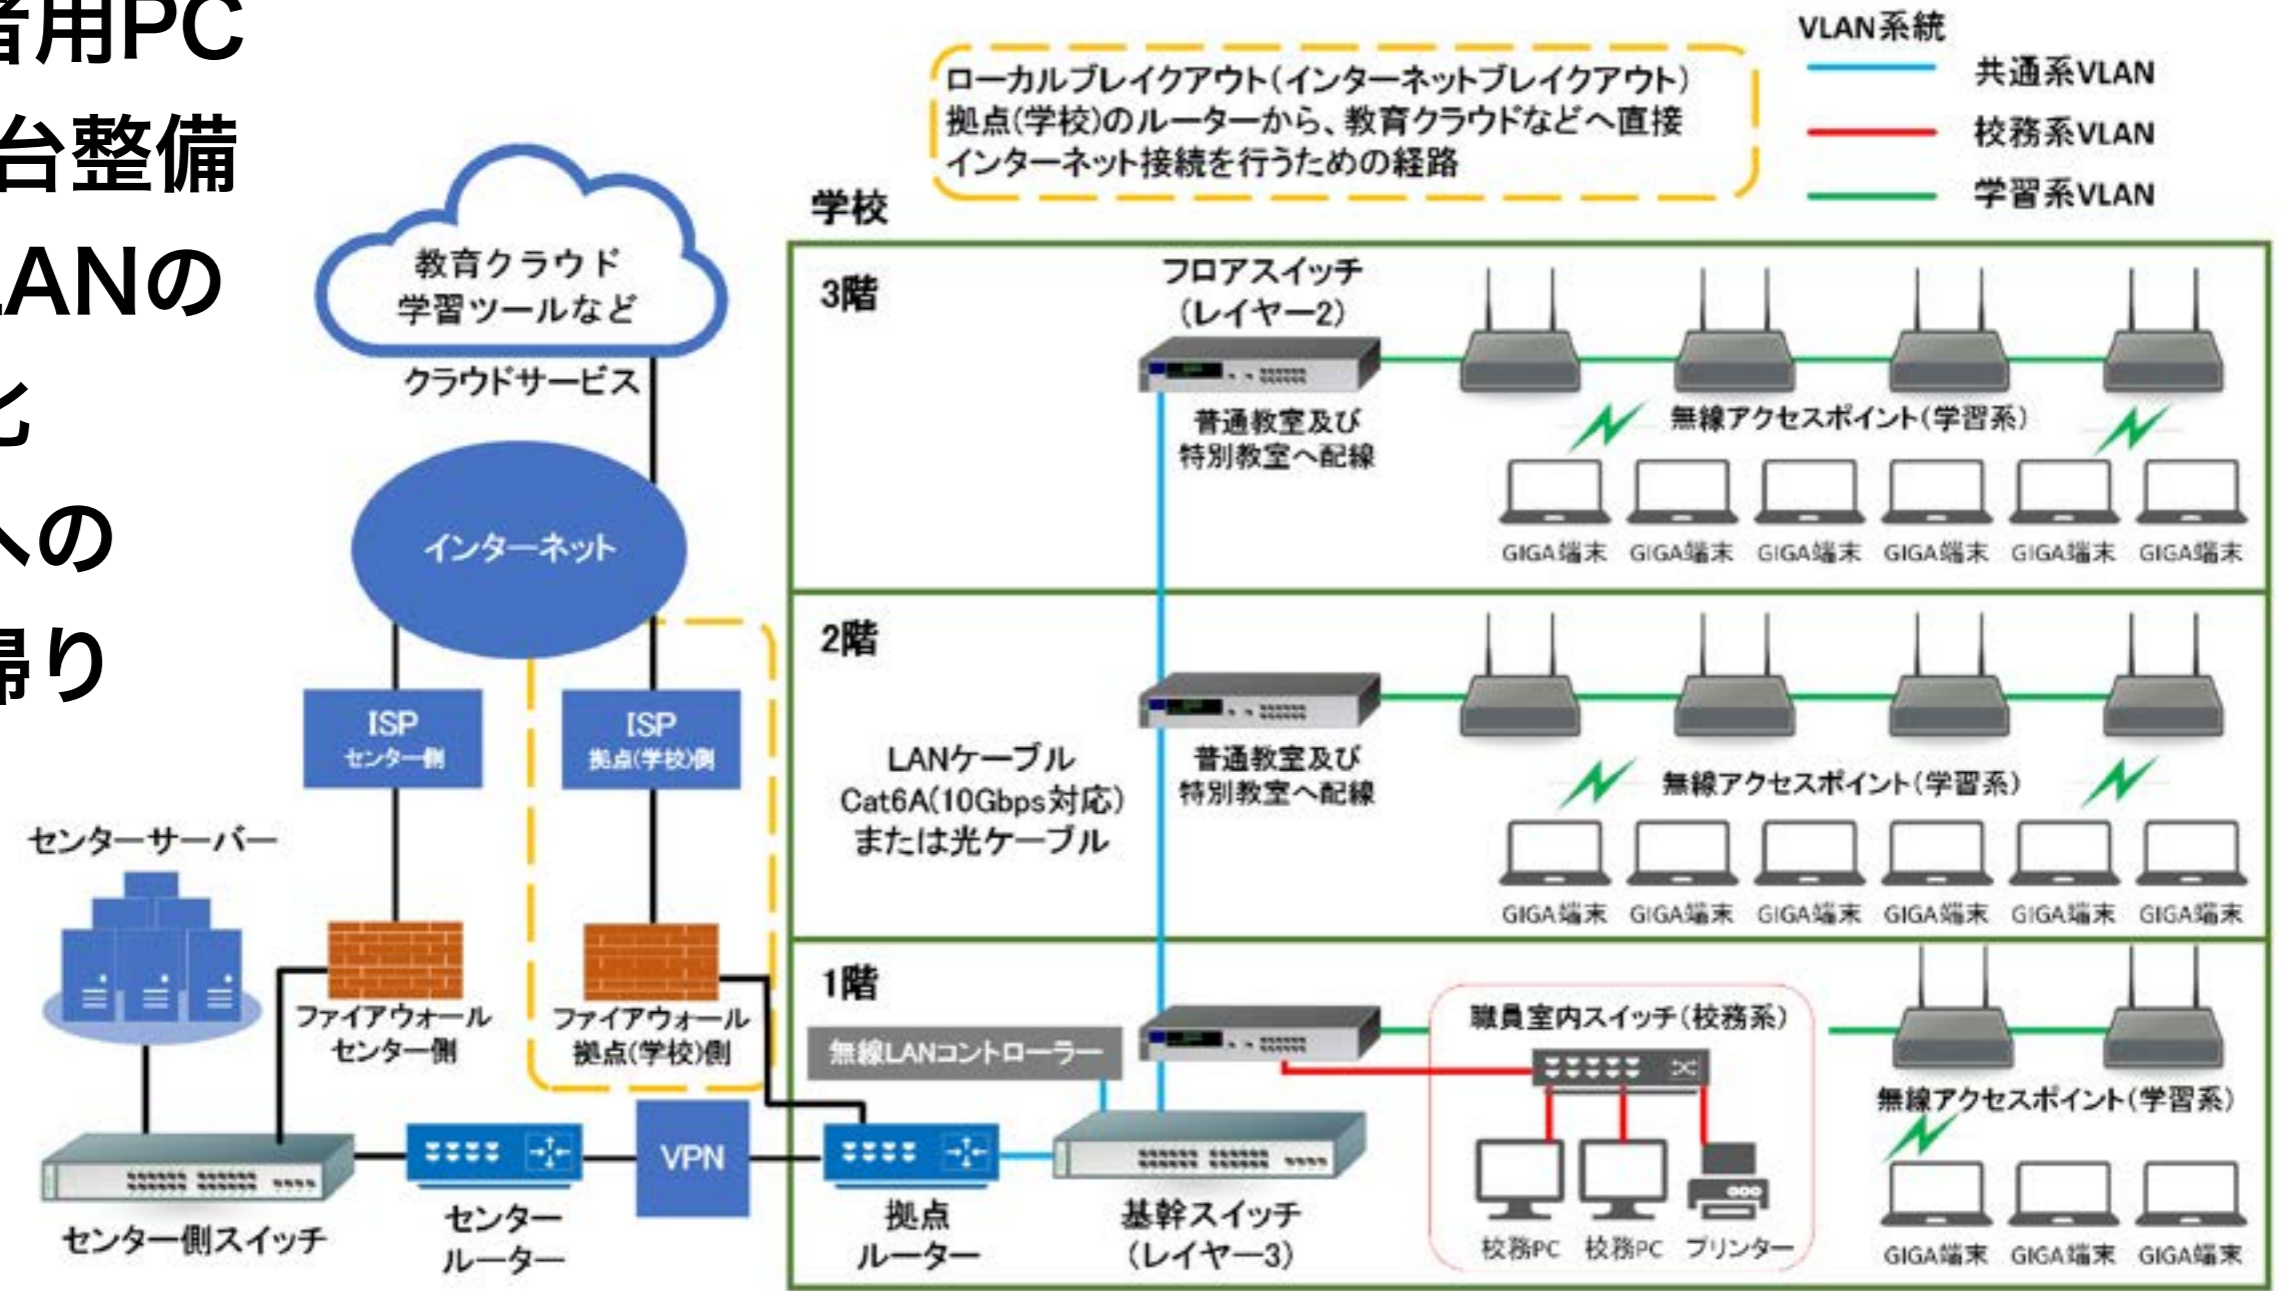 者用PC
台整備
LANの
化
への
帰り
VLAN系統
共通系VLAN
校務系VLAN
学習系VLAN
ローカルブレイクアウト(インターネットブレイクアウト)
拠点(学校)のルーターから、教育クラウドなどへ直接
インターネット接続を行うための経路
教育クラウド
学習ツールなど
クラウドサービス
インターネット
ISP
センター側
ISP
拠点(学校)側
センターサーバー
ファイアウォール
センター側
ファイアウォール
拠点(学校)側
センター側スイッチ
センター
ルーター
VPN
学校
3階
フロアスイッチ
(レイヤー2)
普通教室及び
特別教室へ配線
無線アクセスポイント(学習系)
GIGA端末 GIGA端末 GIGA端末 GIGA端末 GIGA端末 GIGA端末
2階
LANケーブル
Cat6A(10Gbps対応)
または光ケーブル
普通教室及び
特別教室へ配線
無線アクセスポイント(学習系)
GIGA端末 GIGA端末 GIGA端末 GIGA端末 GIGA端末 GIGA端末
1階
無線LANコントローラー
拠点
ルーター
基幹スイッチ
(レイヤー3)
職員室内スイッチ(校務系)
校務PC 校務PC プリンター
無線アクセスポイント(学習系)
GIGA端末 GIGA端末 GIGA端末